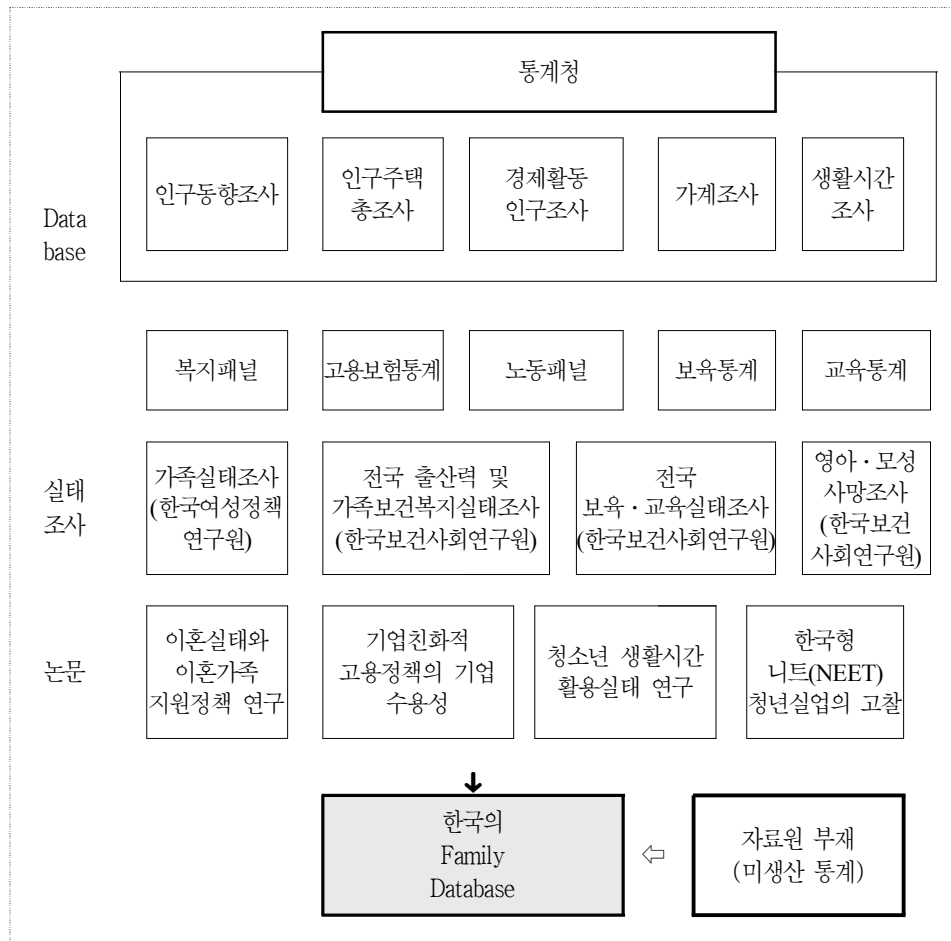 통계청
인구동향조사
인구주택
총조사
경제활동
인구조사
가계조사
생활시간
조사
Data
base
복지패널
고용보험통계
노동패널
보육통계
교육통계
실태
조사
가족실태조사
(한국여성정책
연구원)
전국 출산력 및
가족보건복지실태조사
(한국보건사회연구원)
전국
보육·교육실태조사
(한국보건사회연구원)
영아·모성
사망조사
(한국보건
사회연구원)
논문
이혼실태와
이혼가족
지원정책 연구
기업친화적
고용정책의 기업
수용성
청소년 생활시간
활용실태 연구
한국형
니트(NEET)
청년실업의 고찰
한국의
Family
Database
자료원 부재
(미생산 통계)